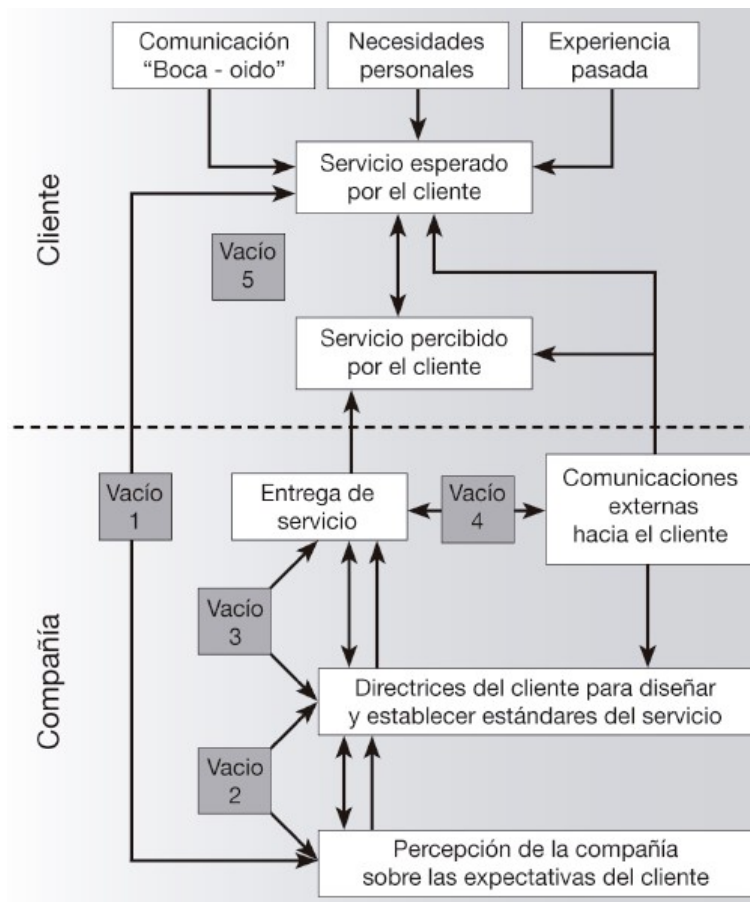 Comunicación
“Boca - oido”
Necesidades
personales
Experiencia
pasada
Servicio esperado
por el cliente
Cliente
Vacío
5
Servicio percibido
por el cliente
Vacío
1
Entrega de
servicio
Vacío
4
Comunicaciones
externas
hacia el cliente
Vacío
3
Compañía
Directrices del cliente para diseñar
y establecer estándares del servicio
Vacio
2
Percepción de la compañía
sobre las expectativas del cliente